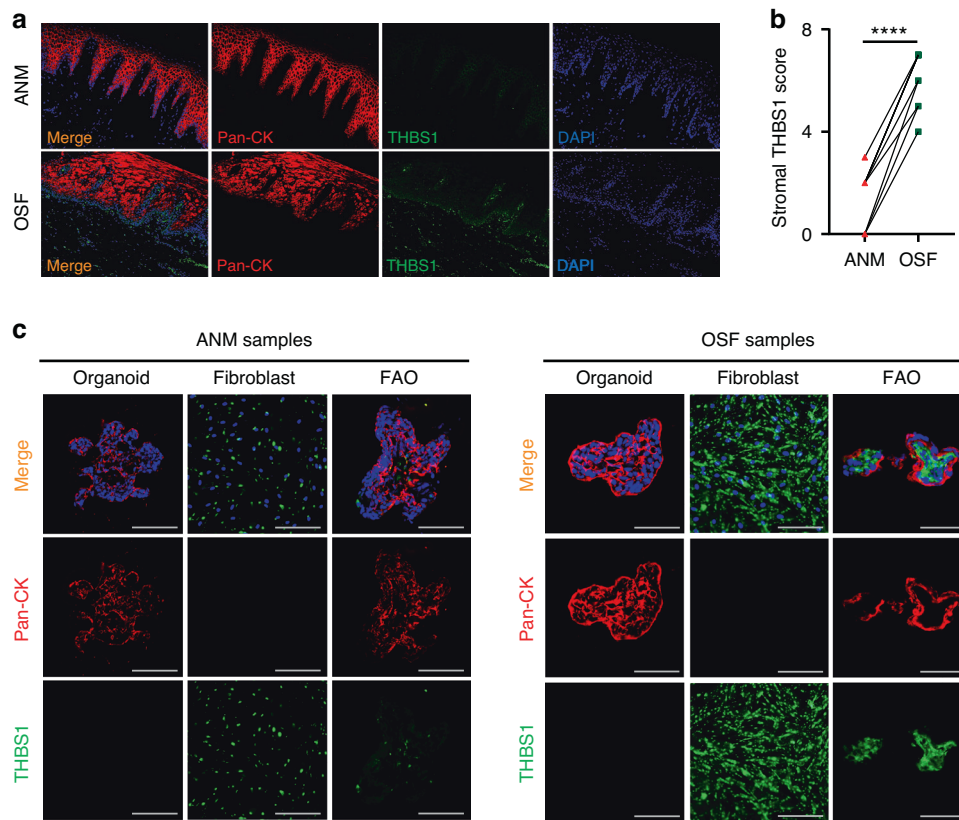 a
ANM
Merge
Pan-CK
THBS1
DAPI
OSF
Merge
Pan-CK
THBS1
DAPI
b
****
Stromal THBS1 score
8
4
0
ANM
OSF
c
ANM samples
Organoid
Fibroblast
FAO
OSF samples
Organoid
Fibroblast
FAO
Merge
Pan-CK
THBS1
Merge
Pan-CK
THBS1